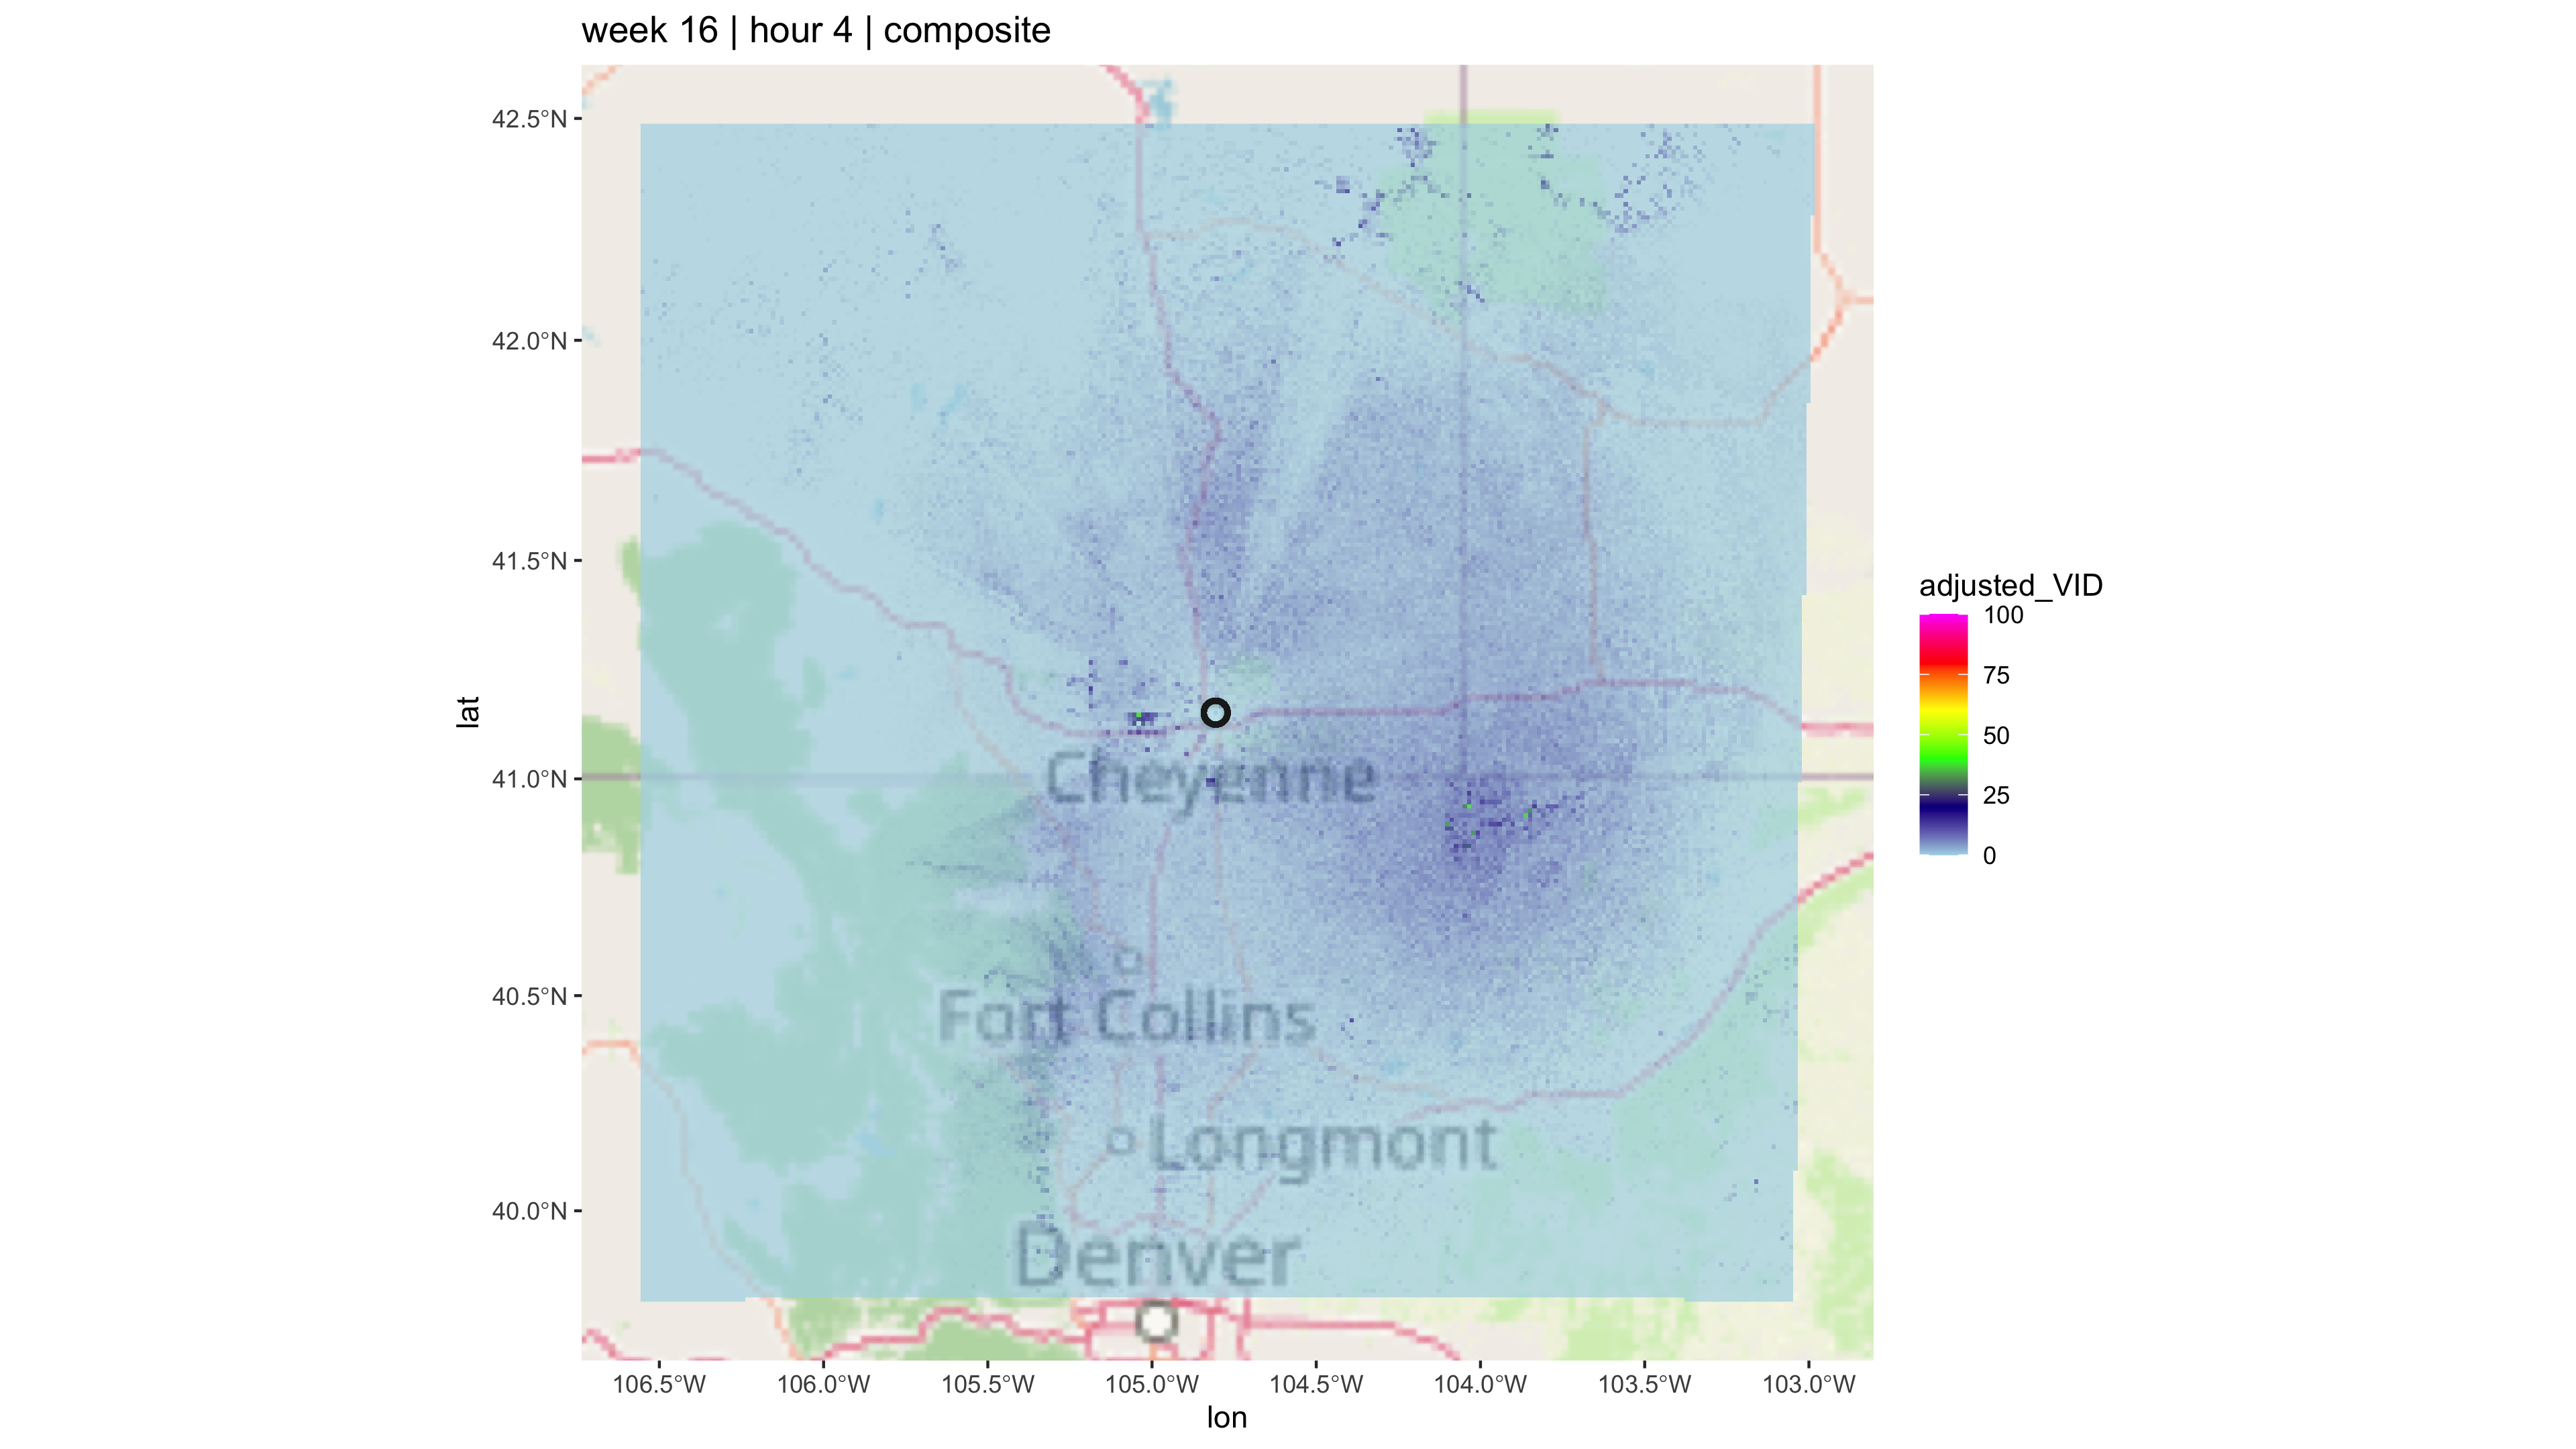 week 16 | hour 4 | composite
42.5°N
42.0°N
41.5°N
41.0°N
40.5°N
40.0°N
lat
Cheyenne
Fort Collins
Longmont
Denver
106.5°W 106.0°W 105.5°W 105.0°W 104.5°W 104.0°W 103.5°W 103.0°W
lon
adjusted_VID
100
75
50
25
0